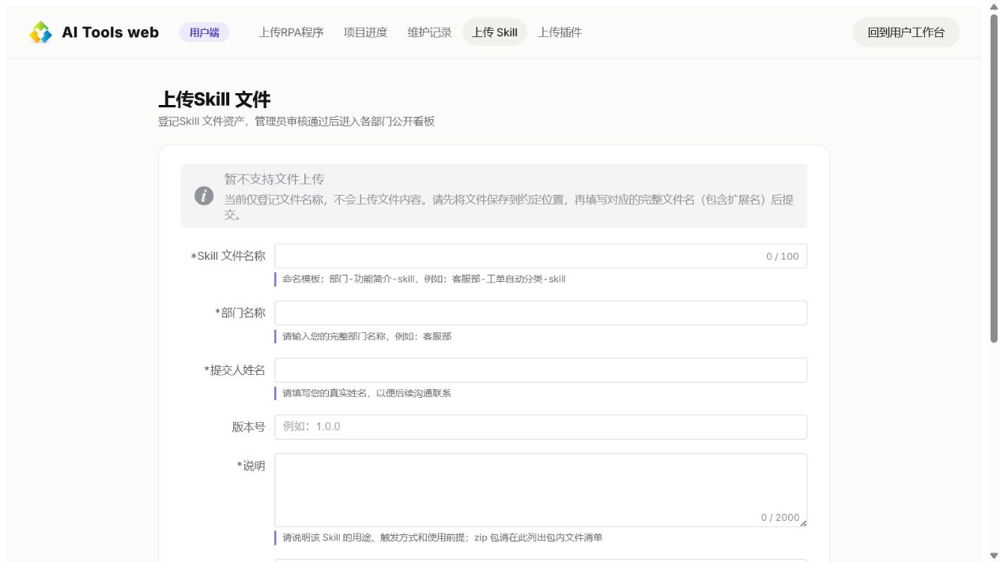 AI Tools web
用户端
上传RPA程序
项目进度
维护记录
上传 Skill
上传插件
回到用户工作台
上传Skill 文件
登记Skill 文件资产，管理员审核通过后进入各部门公开看板
暂不支持文件上传
当前仅登记文件名称，不会上传文件内容。请先将文件保存到约定位置，再填写对应的完整文件名（包含扩展名）后提
交。
*Skill 文件名称
0 / 100
命名模板：部门-功能简介-skill，例如：客服部-工单自动分类-skill
*部门名称
请输入您的完整部门名称，例如：客服部
*提交人姓名
请填写您的真实姓名，以便后续沟通联系
版本号
例如：1.0.0
*说明
0 / 2000
请说明该 Skill 的用途、触发方式和使用前提；zip 包请在此列出包内文件清单